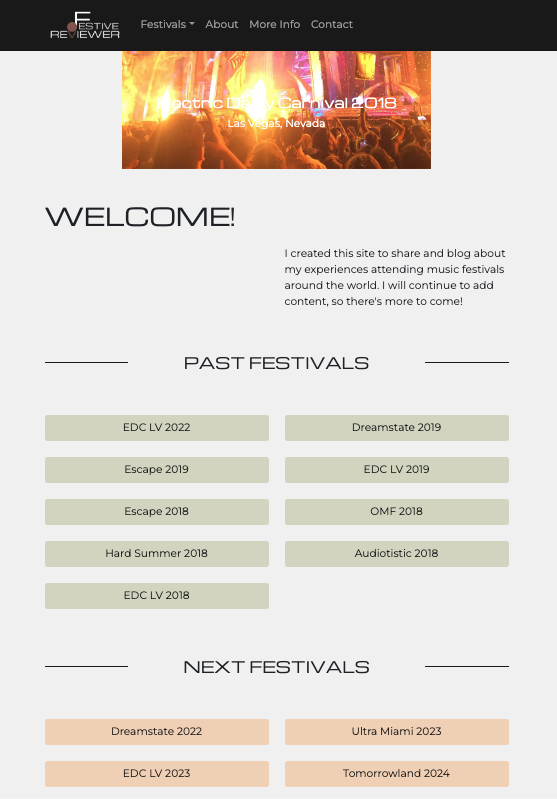 FESTIVE
REVIEWER
Festivals
About
More Info
Contact
Electric Daisy Carnival 2018
Las Vegas, Nevada
WELCOME!
I created this site to share and blog about
my experiences attending music festivals
around the world. I will continue to add
content, so there's more to come!
PAST FESTIVALS
EDC LV 2022
Dreamstate 2019
Escape 2019
EDC LV 2019
Escape 2018
OMF 2018
Hard Summer 2018
Audiotistic 2018
EDC LV 2018
NEXT FESTIVALS
Dreamstate 2022
Ultra Miami 2023
EDC LV 2023
Tomorrowland 2024